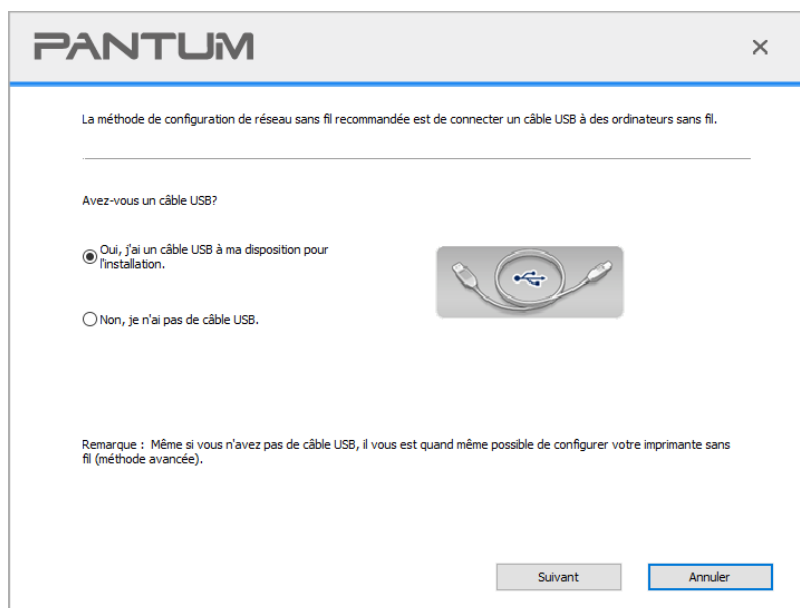 PANTUM
La méthode de configuration de réseau sans fil recommandée est de connecter un câble USB à des ordinateurs sans fil.
Avez-vous un câble USB?
Oui, j'ai un câble USB à ma disposition pour
l'installation.
Non, je n'ai pas de câble USB.
Remarque : Même si vous n'avez pas de câble USB, il vous est quand même possible de configurer votre imprimante sans
fil (méthode avancée).
Suivant
Annuler